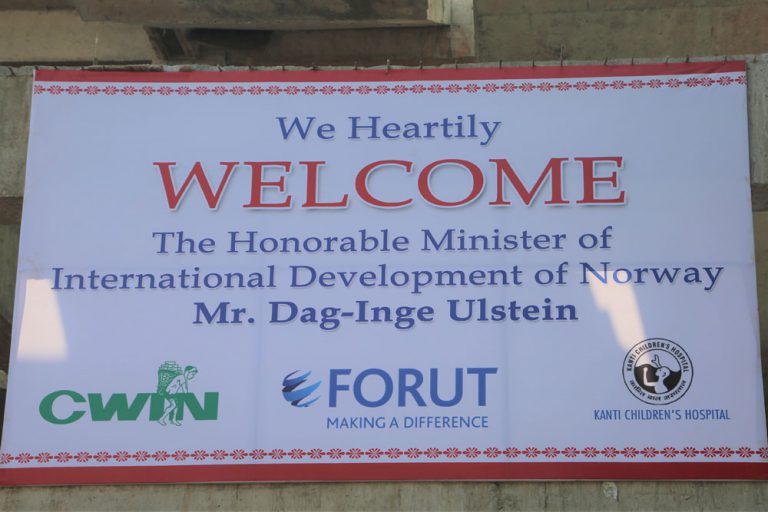 We Heartily
WELCOME
The Honorable Minister of
International Development of Norway
Mr. Dag-Inge Ulstein
CWIN
FORUT
MAKING A DIFFERENCE
KANTI CHILDREN'S HOSPITAL
KANTI CHILDREN'S HOSPITAL